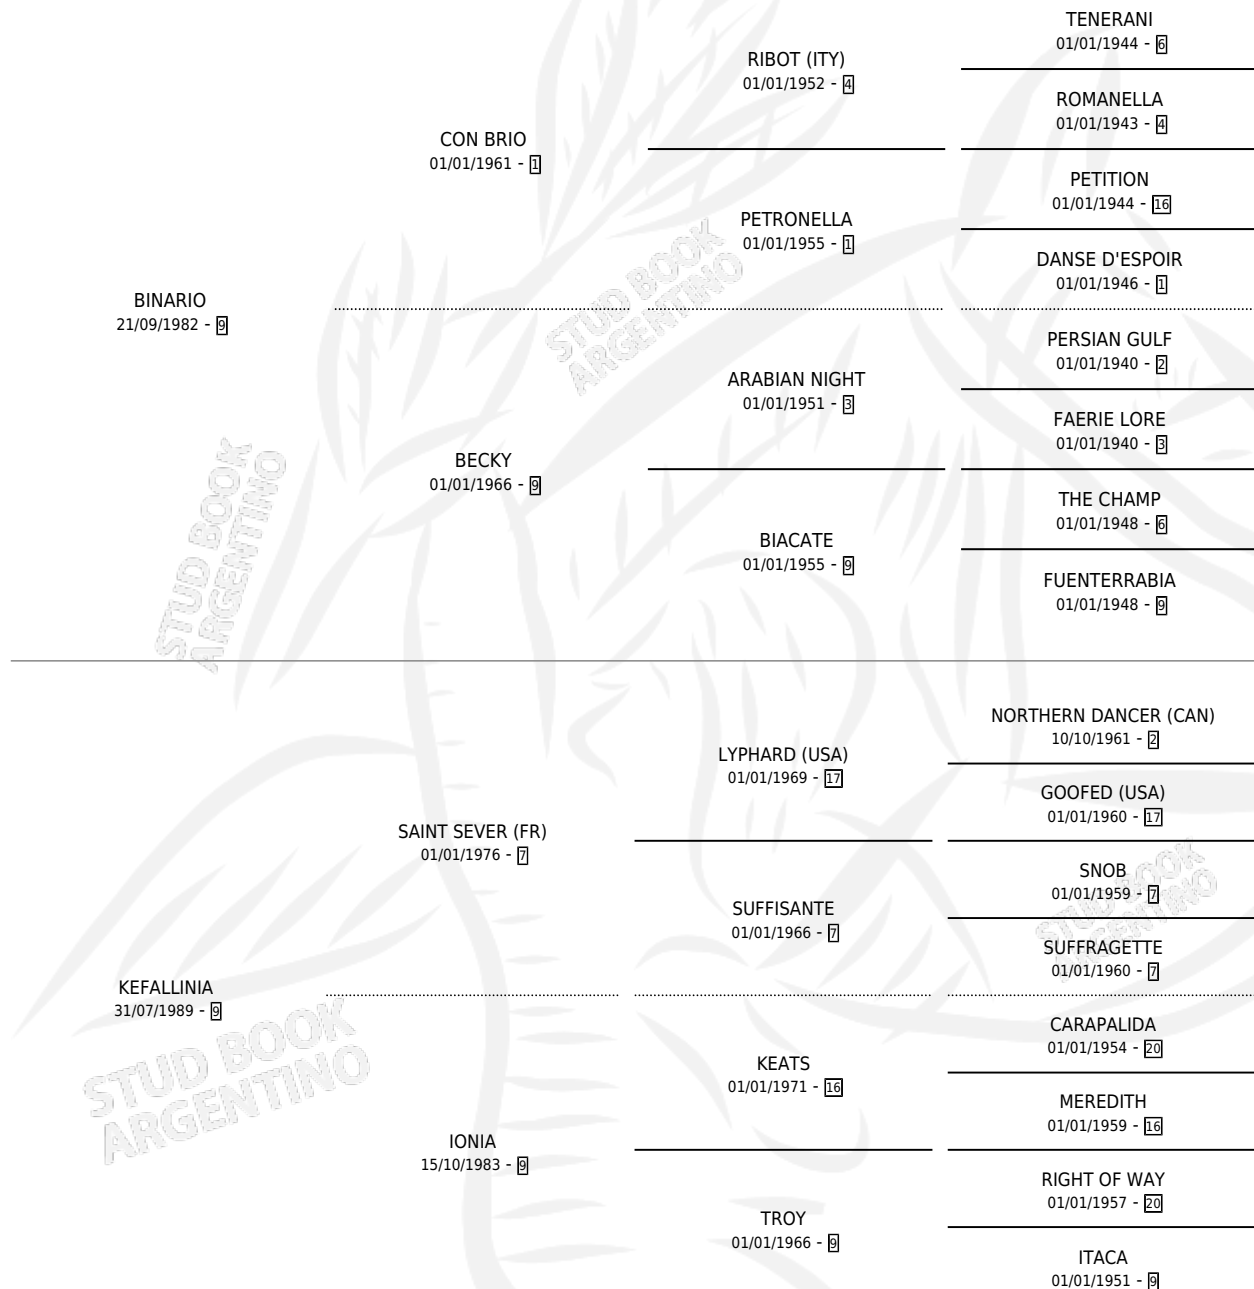 TENERANI
01/01/1944 - 6
RIBOT (ITY)
01/01/1952 - 4
ROMANELLA
01/01/1943 - 4
CON BRIO
01/01/1961 - 1
PETITION
01/01/1944 - 16
PETRONELLA
01/01/1955 - 1
DANSE D'ESPOIR
01/01/1946 - 1
BINARIO
21/09/1982 - 9
PERSIAN GULF
01/01/1940 - 2
ARABIAN NIGHT
01/01/1951 - 3
FAERIE LORE
01/01/1940 - 3
BECKY
01/01/1966 - 9
THE CHAMP
01/01/1948 - 6
BIACATE
01/01/1955 - 9
FUENTERRABIA
01/01/1948 - 9
NORTHERN DANCER (CAN)
10/10/1961 - 2
LYPHARD (USA)
01/01/1969 - 17
GOOFED (USA)
01/01/1960 - 17
SAINT SEVER (FR)
01/01/1976 - 7
SNOB
01/01/1959 - 7
SUFFISANTE
01/01/1966 - 7
SUFFRAGETTE
01/01/1960 - 7
KEFALLINIA
31/07/1989 - 9
CARAPALIDA
01/01/1954 - 20
KEATS
01/01/1971 - 16
MEREDITH
01/01/1959 - 16
IONIA
15/10/1983 - 9
RIGHT OF WAY
01/01/1957 - 20
TROY
01/01/1966 - 9
ITACA
01/01/1951 - 9
STUD BOOK
ARGENTINO
STUD BOOK
ARGENTINO
STUD BOOK
ARGENTINO
STUD BOOK
ARGENTINO